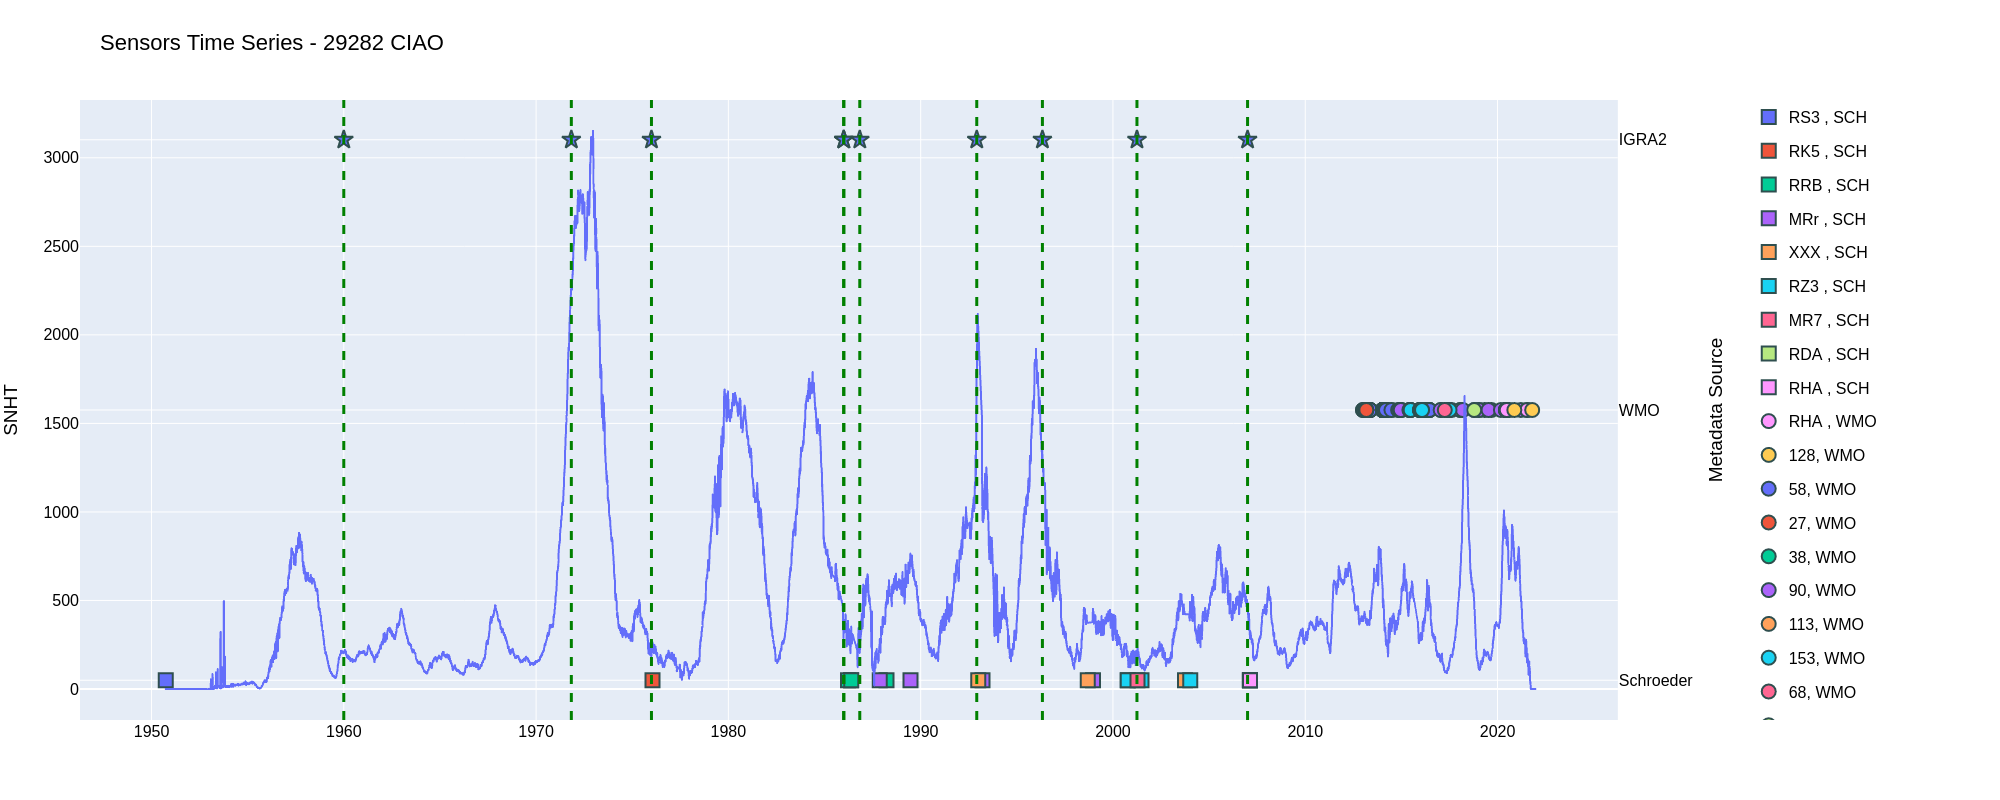 Sensors Time Series - 29282 CIAO
SNHT
3000
2500
2000
1500
1000
500
0
1950
1960
1970
1980
1990
2000
2010
2020
IGRA2
WMO
Schroeder
Metadata Source
RS3 , SCH
RK5 , SCH
RRB , SCH
MRr , SCH
XXX , SCH
RZ3 , SCH
MR7 , SCH
RDA , SCH
RHA , SCH
RHA , WMO
128, WMO
58, WMO
27, WMO
38, WMO
90, WMO
113, WMO
153, WMO
68, WMO